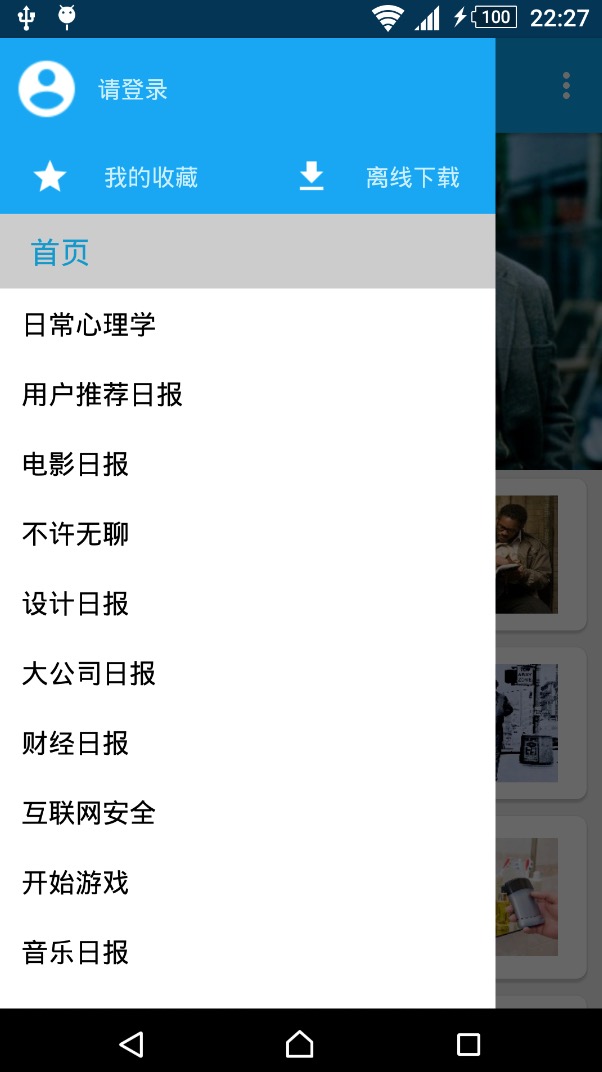 100 22:27
请登录
我的收藏 离线下载
首页
日常心理学
用户推荐日报
电影日报
不许无聊
设计日报
大公司日报
财经日报
互联网安全
开始游戏
音乐日报